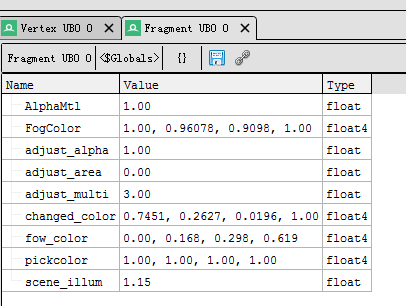 Vertex UBO 0 Fragment UBO 0
Fragment UBO 0 <$Globals> {}
Name Value Type
AlphaMtl 1.00 float
FogColor 1.00, 0.96078, 0.9098, 1.00 float4
adjust_alpha 1.00 float
adjust_area 0.00 float
adjust_multi 3.00 float
changed_color 0.7451, 0.2627, 0.0196, 1.00 float4
fow_color 0.00, 0.168, 0.298, 0.619 float4
pickcolor 1.00, 1.00, 1.00, 1.00 float4
scene_illum 1.15 float